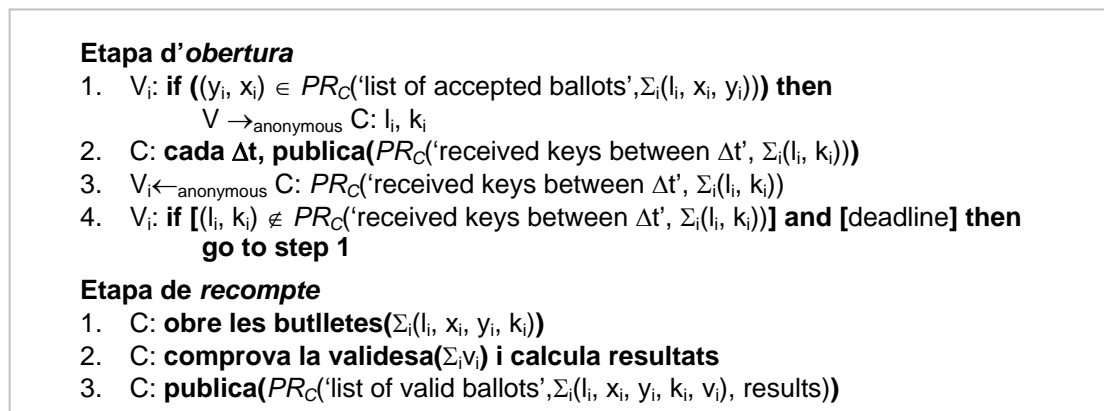 Etapa d’obertura
1. Vi: if ((yi, xi) ∈ PRC(‘list of accepted ballots’,Σi(li, xi, yi))) then
V →anonymous C: li, ki
2. C: cada Δt, publica(PRC(‘received keys between Δt’, Σi(li, ki)))
3. Vi←anonymous C: PRC(‘received keys between Δt’, Σi(li, ki))
4. Vi: if [(li, ki) ∉ PRC(‘received keys between Δt’, Σi(li, ki))] and [deadline] then
go to step 1
Etapa de recompte
1. C: obre les butlletes(Σi(li, xi, yi, ki))
2. C: comprova la validesa(Σivi) i calcula resultats
3. C: publica(PRC(‘list of valid ballots’,Σi(li, xi, yi, ki, vi), results))